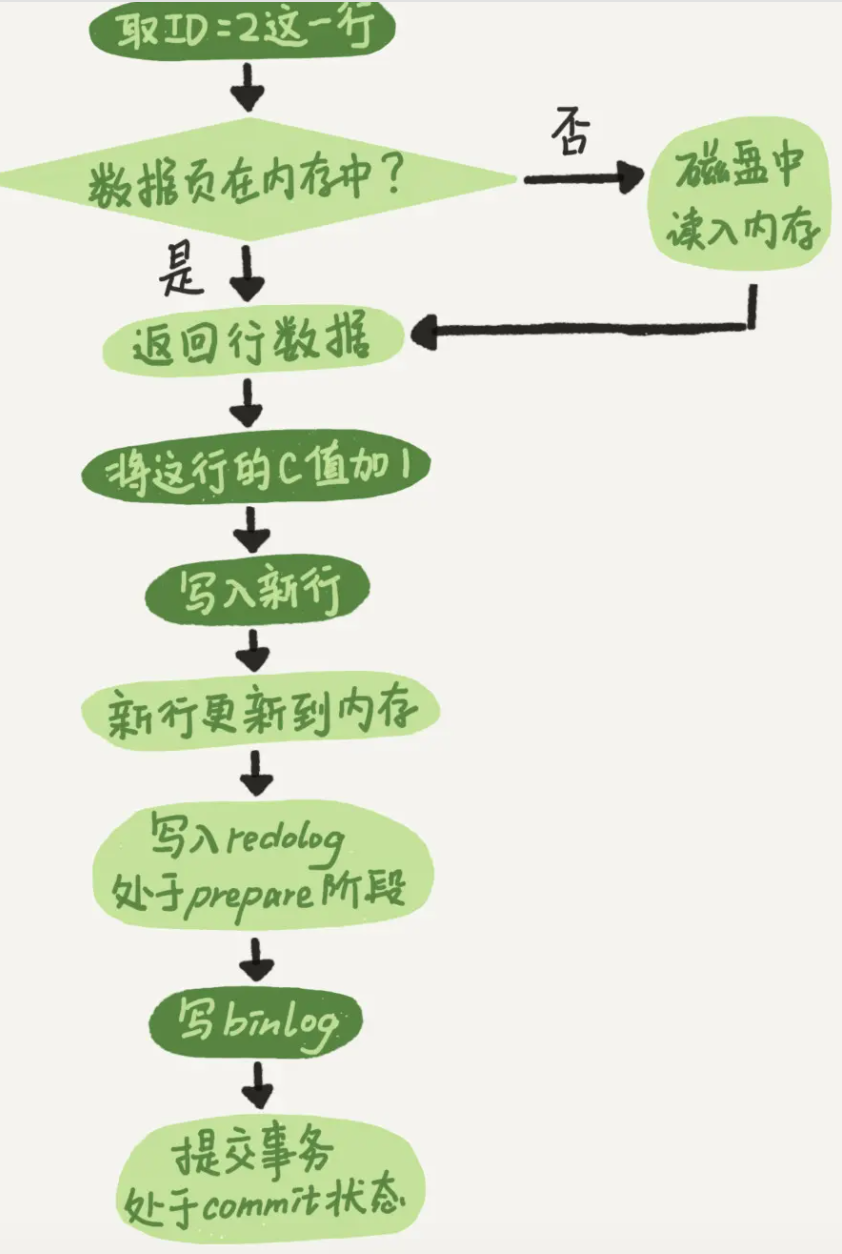 取ID=2这一行
数据页在内存中?
否
磁盘中
读入内存
是
返回行数据
将这行的C值加1
写入新行
新行更新到内存
写入redolog
处于prepare阶段
写binlog
提交事务
处于commit状态